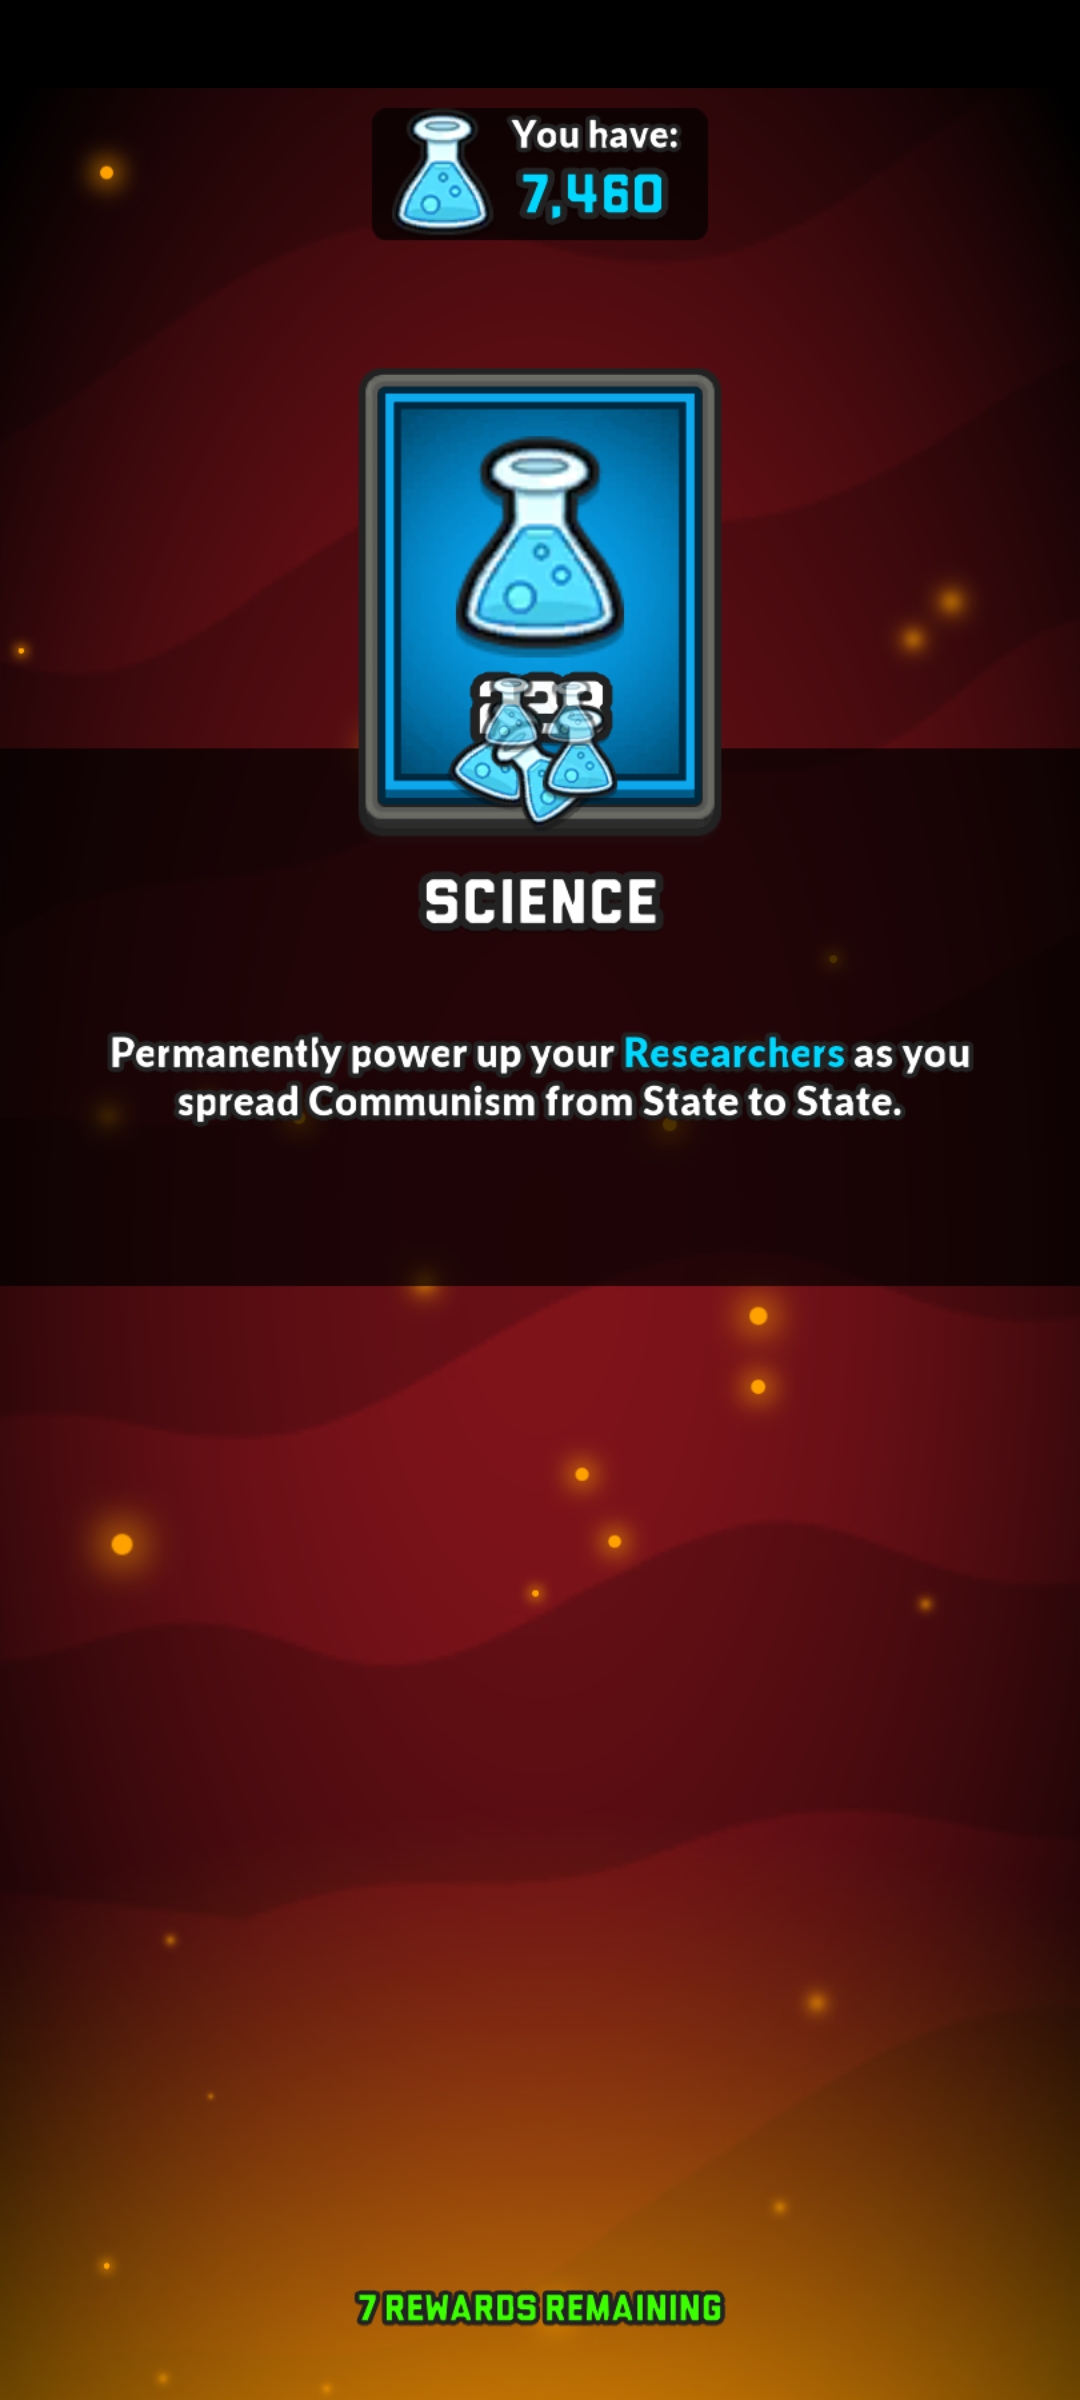 You have:
7,460
SCIENCE
Permanently power up your Researchers as you
spread Communism from State to State.
7 REWARDS REMAINING